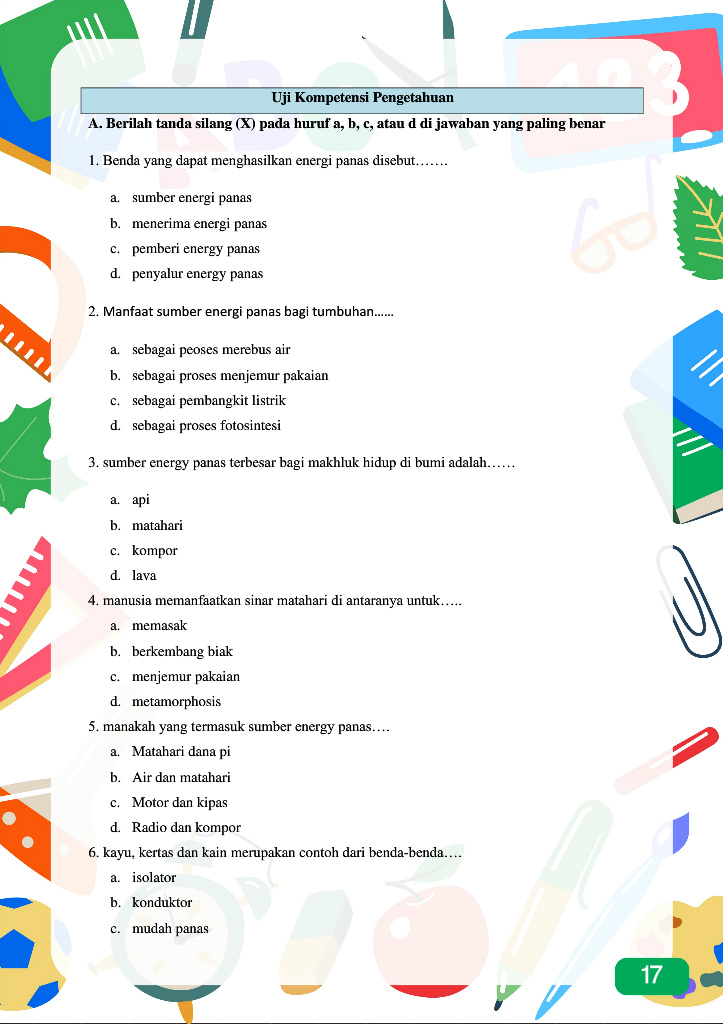 Uji Kompetensi Pengetahuan
A. Berilah tanda silang (X) pada huruf a, b, c, atau d di jawaban yang paling benar
1. Benda yang dapat menghasilkan energi panas disebut…….
a. sumber energi panas
b. menerima energi panas
c. pemberi energy panas
d. penyalur energy panas
2. Manfaat sumber energi panas bagi tumbuhan……
a. sebagai peoses merebus air
b. sebagai proses menjemur pakaian
c. sebagai pembangkit listrik
d. sebagai proses fotosintesi
3. sumber energy panas terbesar bagi makhluk hidup di bumi adalah……
a. api
b. matahari
c. kompor
d. lava
4. manusia memanfaatkan sinar matahari di antaranya untuk…..
a. memasak
b. berkembang biak
c. menjemur pakaian
d. metamorphosis
5. manakah yang termasuk sumber energy panas….
a. Matahari dana pi
b. Air dan matahari
c. Motor dan kipas
d. Radio dan kompor
6. kayu, kertas dan kain merupakan contoh dari benda-benda….
a. isolator
b. konduktor
c. mudah panas
17